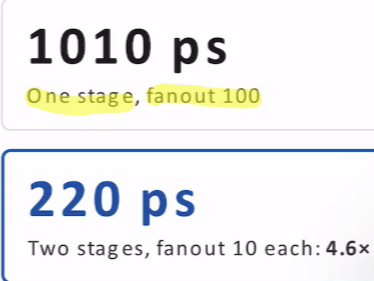 1010 ps
One stage, fanout 100
220 ps
Two stages, fanout 10 each: 4.6×